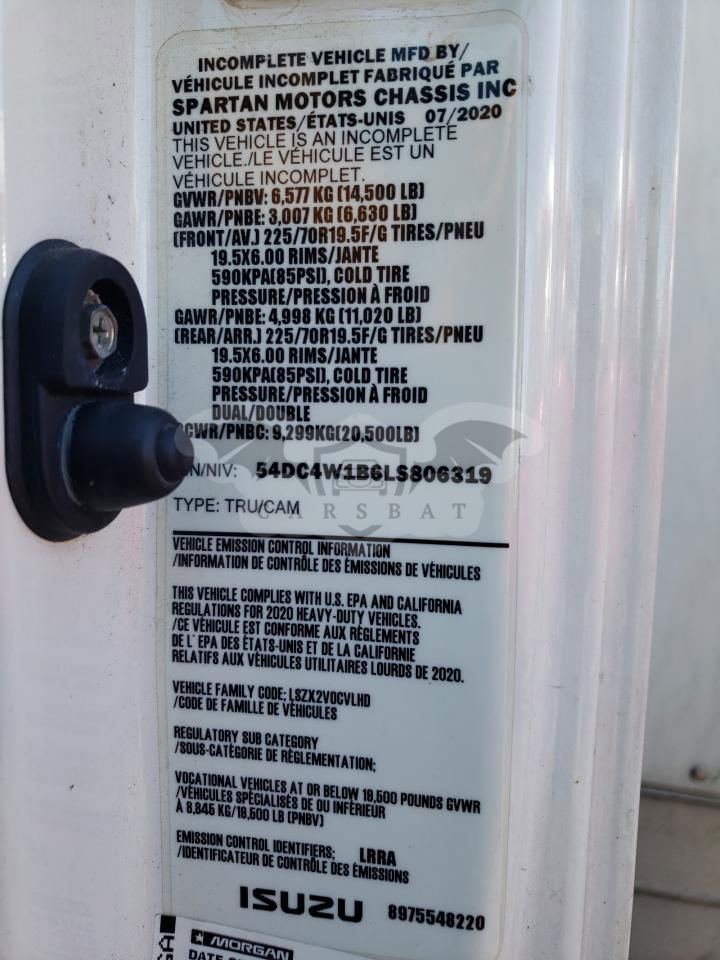 INCOMPLETE VEHICLE MFD BY/
VÉHICULE INCOMPLET FABRIQUÉ PAR
SPARTAN MOTORS CHASSIS INC
UNITED STATES/ÉTATS-UNIS 07/2020
THIS VEHICLE IS AN INCOMPLETE
VEHICLE./LE VÉHICULE EST UN
VÉHICULE INCOMPLET.
GVWR/PNBV: 6,577 KG (14,500 LB)
GAWR/PNBE: 3,007 KG (6,630 LB)
(FRONT/AV.) 225/70R19.5F/G TIRES/PNEU
19.5X6.00 RIMS/JANTE
590KPA(85PSI), COLD TIRE
PRESSURE/PRESSION À FROID
GAWR/PNBE: 4,998 KG (11,020 LB)
(REAR/ARR.) 225/70R19.5F/G TIRES/PNEU
19.5X6.00 RIMS/JANTE
590KPA(85PSI), COLD TIRE
PRESSURE/PRESSION À FROID
DUAL/DOUBLE
CWR/PNBC: 9,299KG(20,500LB)
N/NIV: 54DC4W1B6LS806319
CARSBAT
TYPE: TRU/CAM
VEHICLE EMISSION CONTROL INFORMATION
/INFORMATION DE CONTRÔLE DES ÉMISSIONS DE VÉHICULES
THIS VEHICLE COMPLIES WITH U.S. EPA AND CALIFORNIA
REGULATIONS FOR 2020 HEAVY-DUTY VEHICLES.
/CE VÉHICULE EST CONFORME AUX RÈGLEMENTS
DE L'EPA DES ÉTATS-UNIS ET DE LA CALIFORNIE
RELATIFS AUX VÉHICULES UTILITAIRES LOURDS DE 2020.
VEHICLE FAMILY CODE: LSZX2VOCVLHD
/CODE DE FAMILLE DE VÉHICULES
REGULATORY SUB CATEGORY
/SOUS-CATÉGORIE DE RÉGLEMENTATION:
VOCATIONAL VEHICLES AT OR BELOW 18,500 POUNDS GVWR
/VÉHICULES SPÉCIALISÉS DE OU INFÉRIEUR
À 8,845 KG/18,500 LB (PNBV)
EMISSION CONTROL IDENTIFIERS: LRRA
/IDENTIFICATEUR DE CONTRÔLE DES ÉMISSIONS
ISUZU 8975548220
MORGAN
DATE